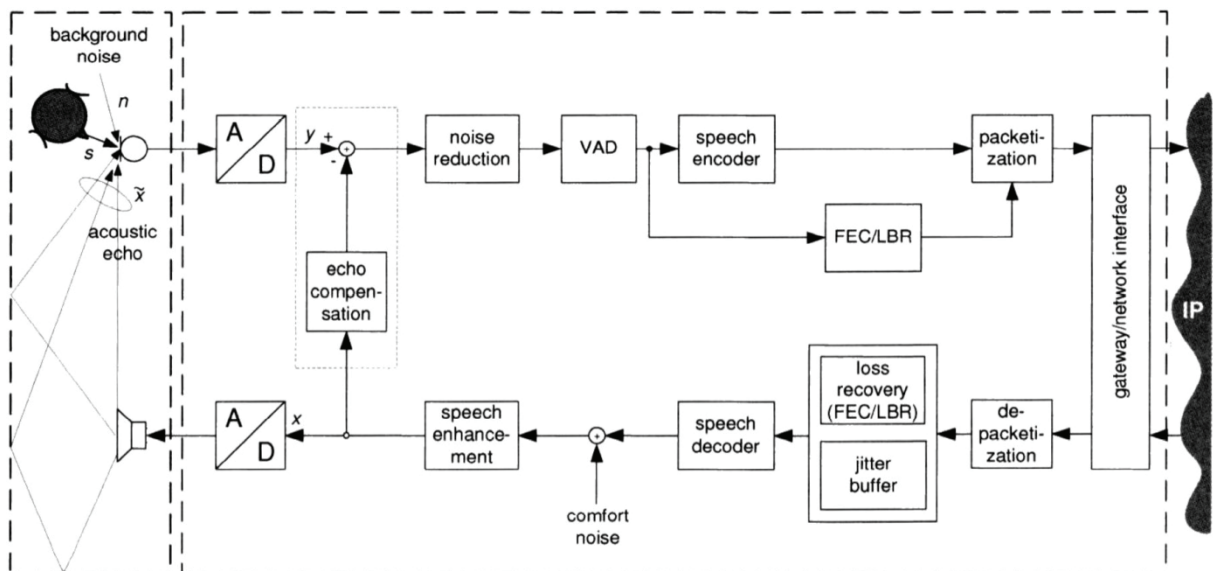 background
noise
n
s
x̃
acoustic
echo
A
D
y
+
-
+
noise
reduction
VAD
speech
encoder
packeti-
zation
FEC/LBR
echo
compen-
sation
gateway/network interface
IP
A
D
x
speech
enhance-
ment
+
comfort
noise
speech
decoder
loss
recovery
(FEC/LBR)
jitter
buffer
de-
packeti-
zation